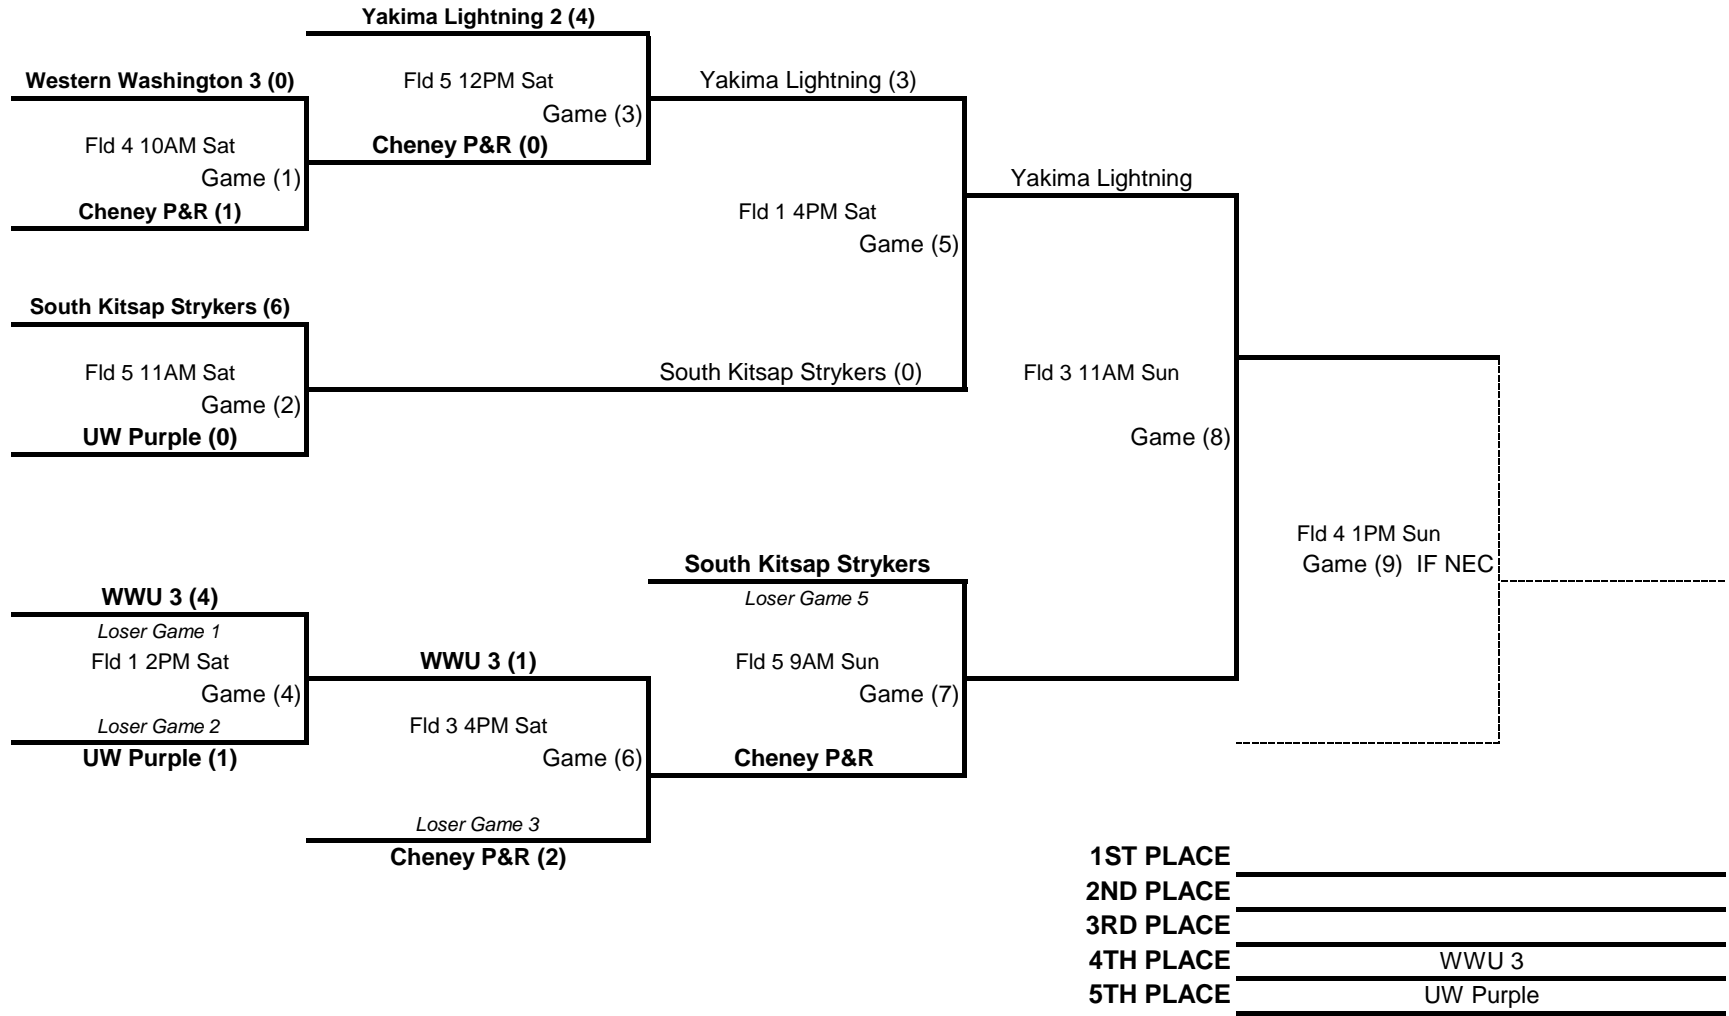 Yakima Lightning 2 (4)
Western Washington 3 (0)
Fld 5 12PM Sat
Yakima Lightning (3)
Game (3)
Fld 4 10AM Sat
Cheney P&R (0)
Game (1)
Yakima Lightning
Cheney P&R (1)
Fld 1 4PM Sat
Game (5)
South Kitsap Strykers (6)
Fld 5 11AM Sat
South Kitsap Strykers (0)
Fld 3 11AM Sun
Game (2)
UW Purple (0)
Game (8)
Fld 4 1PM Sun
South Kitsap Strykers
Game (9) IF NEC
WWU 3 (4)
Loser Game 5
Loser Game 1
Fld 1 2PM Sat
WWU 3 (1)
Fld 5 9AM Sun
Game (4)
Game (7)
Loser Game 2
Fld 3 4PM Sat
UW Purple (1)
Game (6)
Cheney P&R
Loser Game 3
Cheney P&R (2)
1ST PLACE
2ND PLACE
3RD PLACE
4TH PLACE WWU 3
5TH PLACE UW Purple